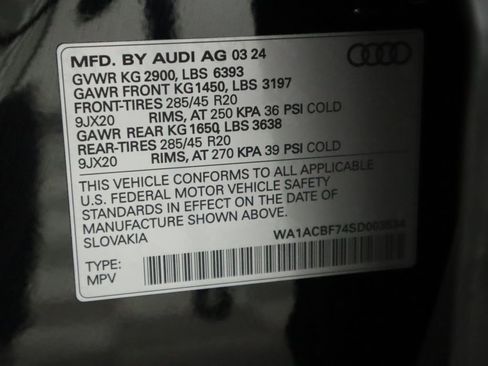 MFD. BY AUDI AG 03 24
GVWR KG 2900, LBS 6393
GAWR FRONT KG1450, LBS 3197
FRONT-TIRES 285/45 R20
9JX20 RIMS, AT 250 KPA 36 PSI COLD
GAWR REAR KG 1650, LBS 3638
REAR-TIRES 285/45 R20
9JX20 RIMS, AT 270 KPA 39 PSI COLD
THIS VEHICLE CONFORMS TO ALL APPLICABLE
U.S. FEDERAL MOTOR VEHICLE SAFETY
STANDARDS IN EFFECT ON THE DATE OF
MANUFACTURE SHOWN ABOVE.
SLOVAKIA WA1ACBF74SD003534
TYPE:
MPV